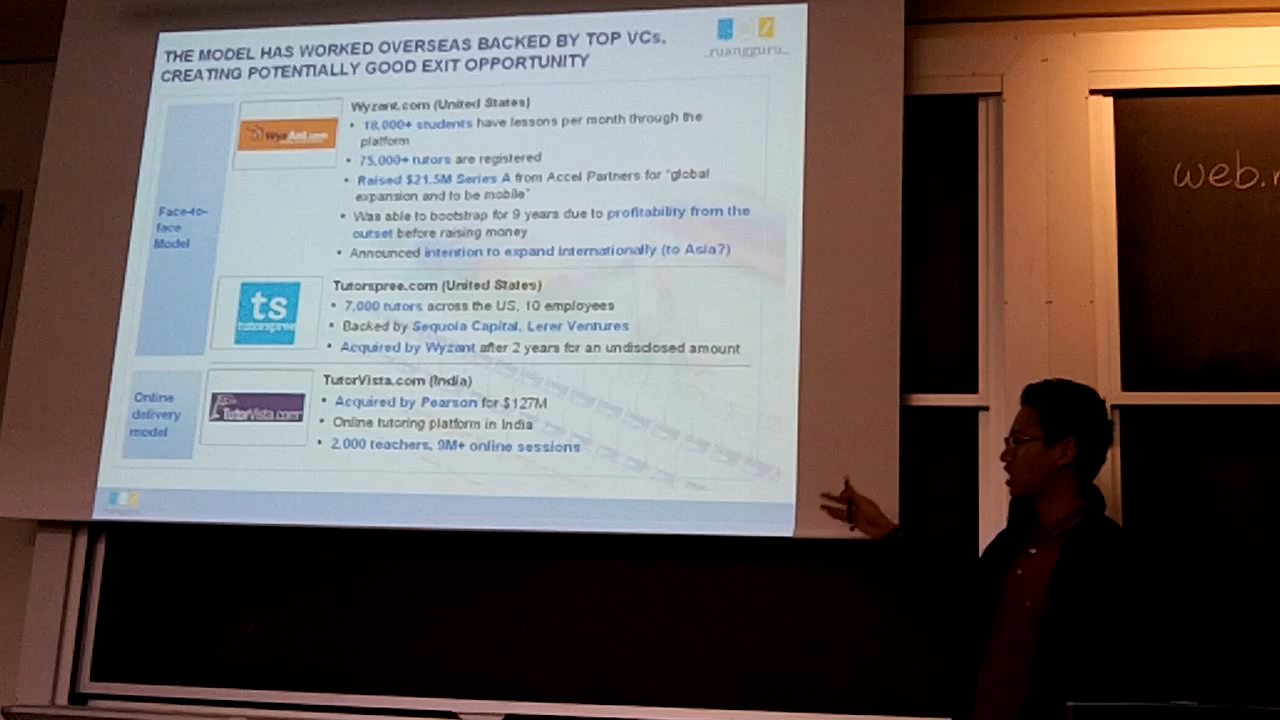 THE MODEL HAS WORKED OVERSEAS BACKED BY TOP VCs,
CREATING POTENTIALLY GOOD EXIT OPPORTUNITY
_ruangguru_
Face-to-
face
Model
WyzAnt.com
Wyzant.com (United States)
• 18,000+ students have lessons per month through the
platform
• 75,000+ tutors are registered
• Raised $21.5M Series A from Accel Partners for "global
expansion and to be mobile"
• Was able to bootstrap for 9 years due to profitability from the
outset before raising money
• Announced intention to expand internationally (to Asia?)
ts
tutorspree
Tutorspree.com (United States)
• 7,000 tutors across the US, 10 employees
• Backed by Sequoia Capital, Lerer Ventures
• Acquired by Wyzant after 2 years for an undisclosed amount
Online
delivery
model
TutorVista.com
TutorVista.com (India)
• Acquired by Pearson for $127M
• Online tutoring platform in India
• 2,000 teachers, 9M+ online sessions
web.